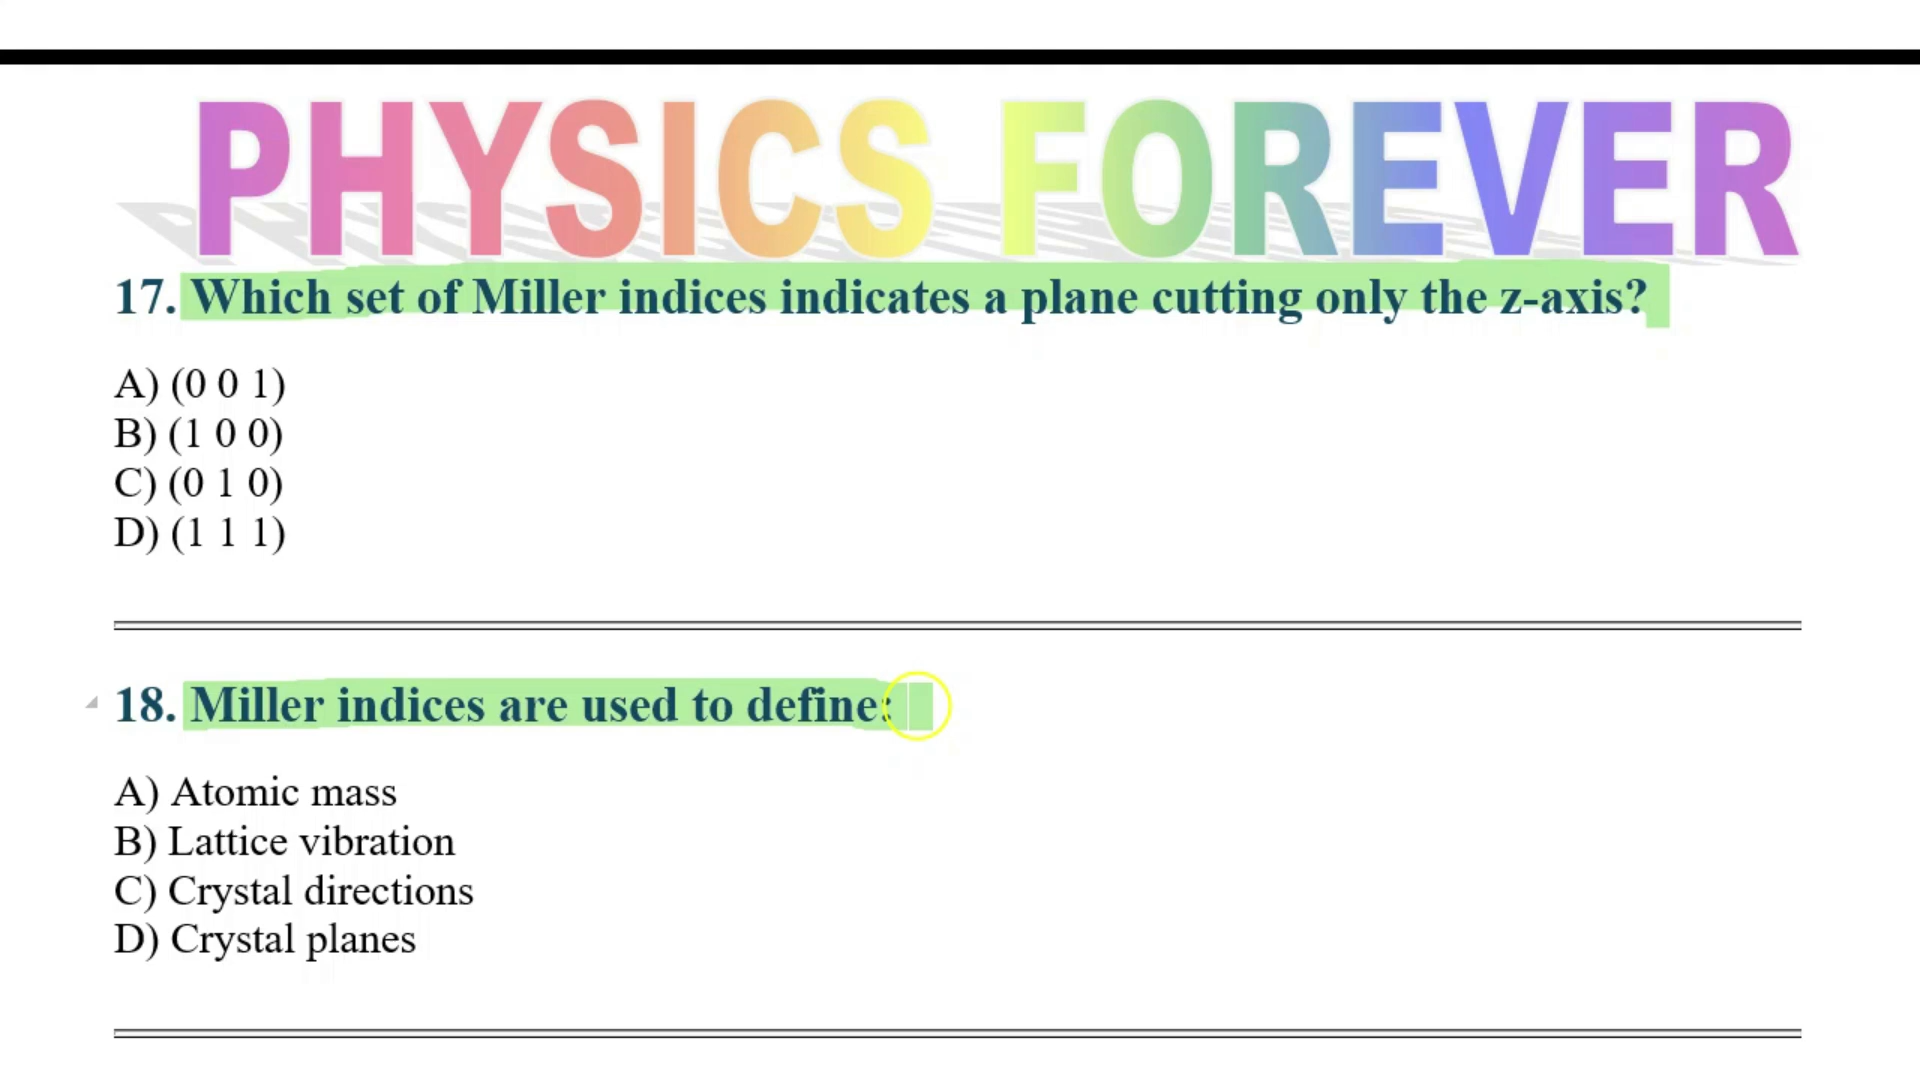 PHYSICS FOREVER
17. Which set of Miller indices indicates a plane cutting only the z-axis?
A) (0 0 1)
B) (1 0 0)
C) (0 1 0)
D) (1 1 1)
18. Miller indices are used to define:
A) Atomic mass
B) Lattice vibration
C) Crystal directions
D) Crystal planes